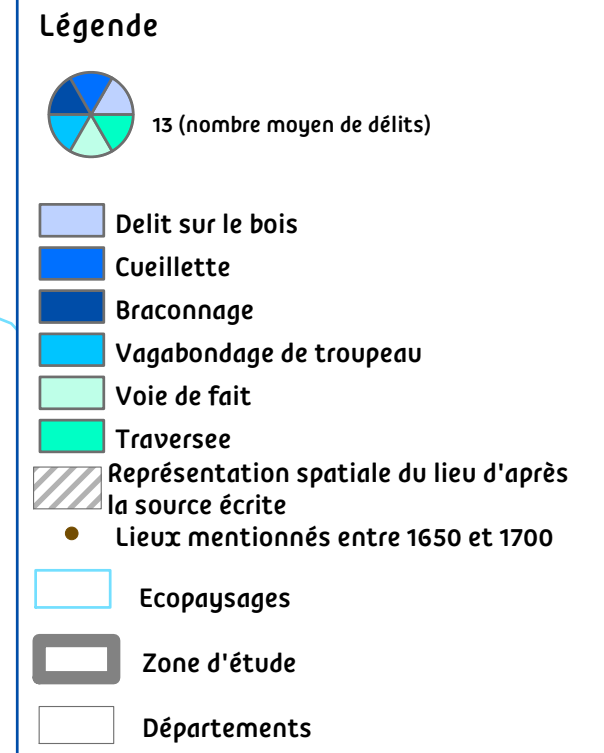 Légende
13 (nombre moyen de délits)
Delit sur le bois
Cueillette
Braconnage
Vagabondage de troupeau
Voie de fait
Traversee
Représentation spatiale du lieu d'après
la source écrite
Lieux mentionnés entre 1650 et 1700
Ecopaysages
Zone d'étude
Départements